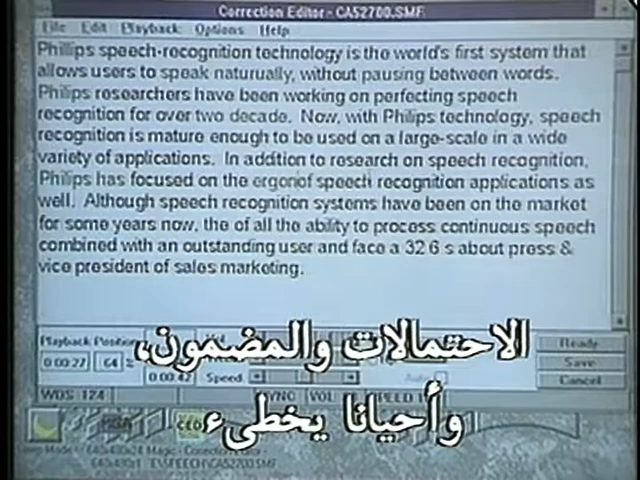 Correction Editor - CA52700.SMF
File Edit Playback Options Help
Phillips speech-recognition technology is the world's first system that
allows users to speak naturually, without pausing between words.
Philips researchers have been working on perfecting speech
recognition for over two decade. Now, with Philips technology, speech
recognition is mature enough to be used on a large-scale in a wide
variety of applications. In addition to research on speech recognition,
Philips has focused on the ergonof speech recognition applications as
well. Although speech recognition systems have been on the market
for some years now, the of all the ability to process continuous speech
combined with an outstanding user and face a 32 6 s about press &
vice president of sales marketing.
الاحتمالات والمضمون،
Playback Position
Ready
0:00:27 64 %
Save
0:00:42 Speed
Cancel
WDS 124 SYNC VOL SPEED
وأحيانا يخطىء